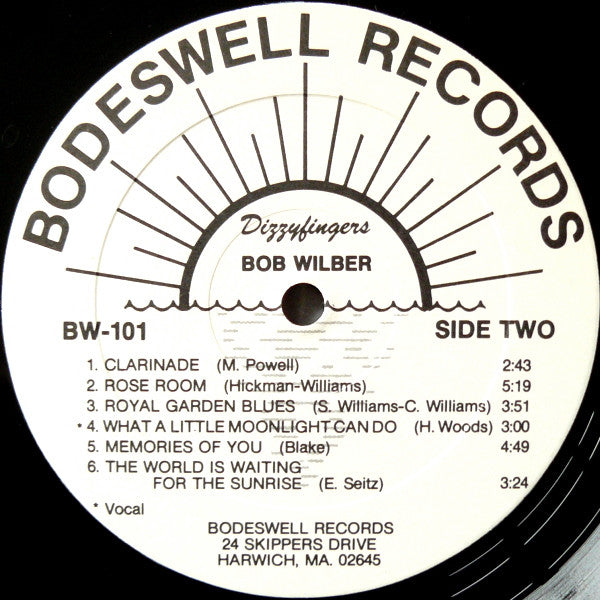 BODESWELL RECORDS
Dizzyfingers
BOB WILBER
BW-101
SIDE TWO
1. CLARINADE (M. Powell) 2:43
2. ROSE ROOM (Hickman-Williams) 5:19
3. ROYAL GARDEN BLUES (S. Williams-C. Williams) 3:51
* 4. WHAT A LITTLE MOONLIGHT CAN DO (H. Woods) 3:00
5. MEMORIES OF YOU (Blake) 4:49
6. THE WORLD IS WAITING
FOR THE SUNRISE (E. Seitz) 3:24
* Vocal
BODESWELL RECORDS
24 SKIPPERS DRIVE
HARWICH, MA. 02645